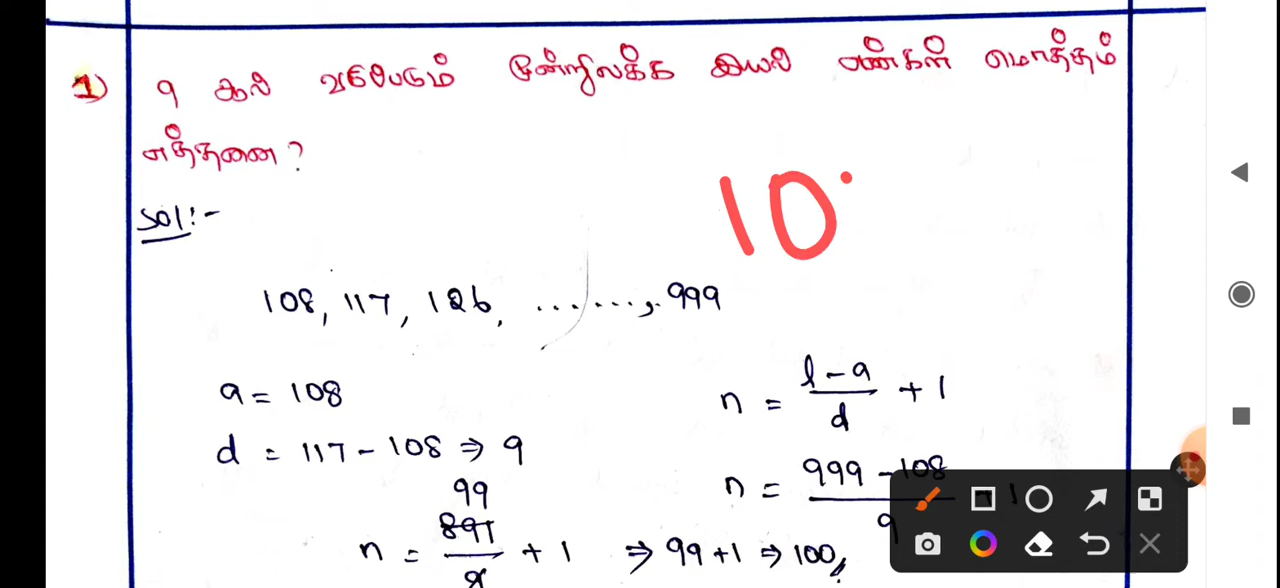 1) 9 ஆல் வகுபடும் மூன்றிலக்க இயல் எண்கள் மொத்தம்
எத்தனை?
Sol:-
10
108, 117, 126, ......,.999
a = 108
n = l - a / d + 1
d = 117 - 108 ⇒ 9
n = 999 - 108 / 9
99
n = 891 / 9 + 1 ⇒ 99 + 1 ⇒ 100